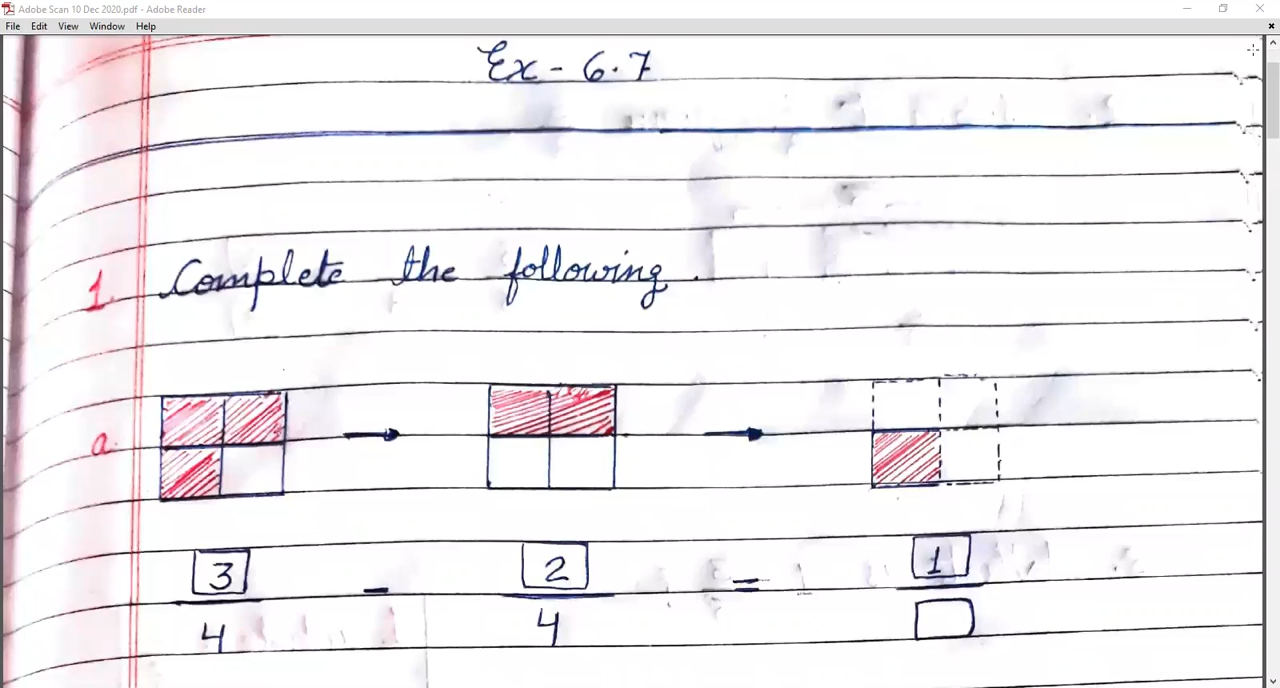 Adobe Scan 10 Dec 2020.pdf - Adobe Reader
File Edit View Window Help
Ex - 6.7
1. Complete the following.
a.
3 - 2 = 1
4 4